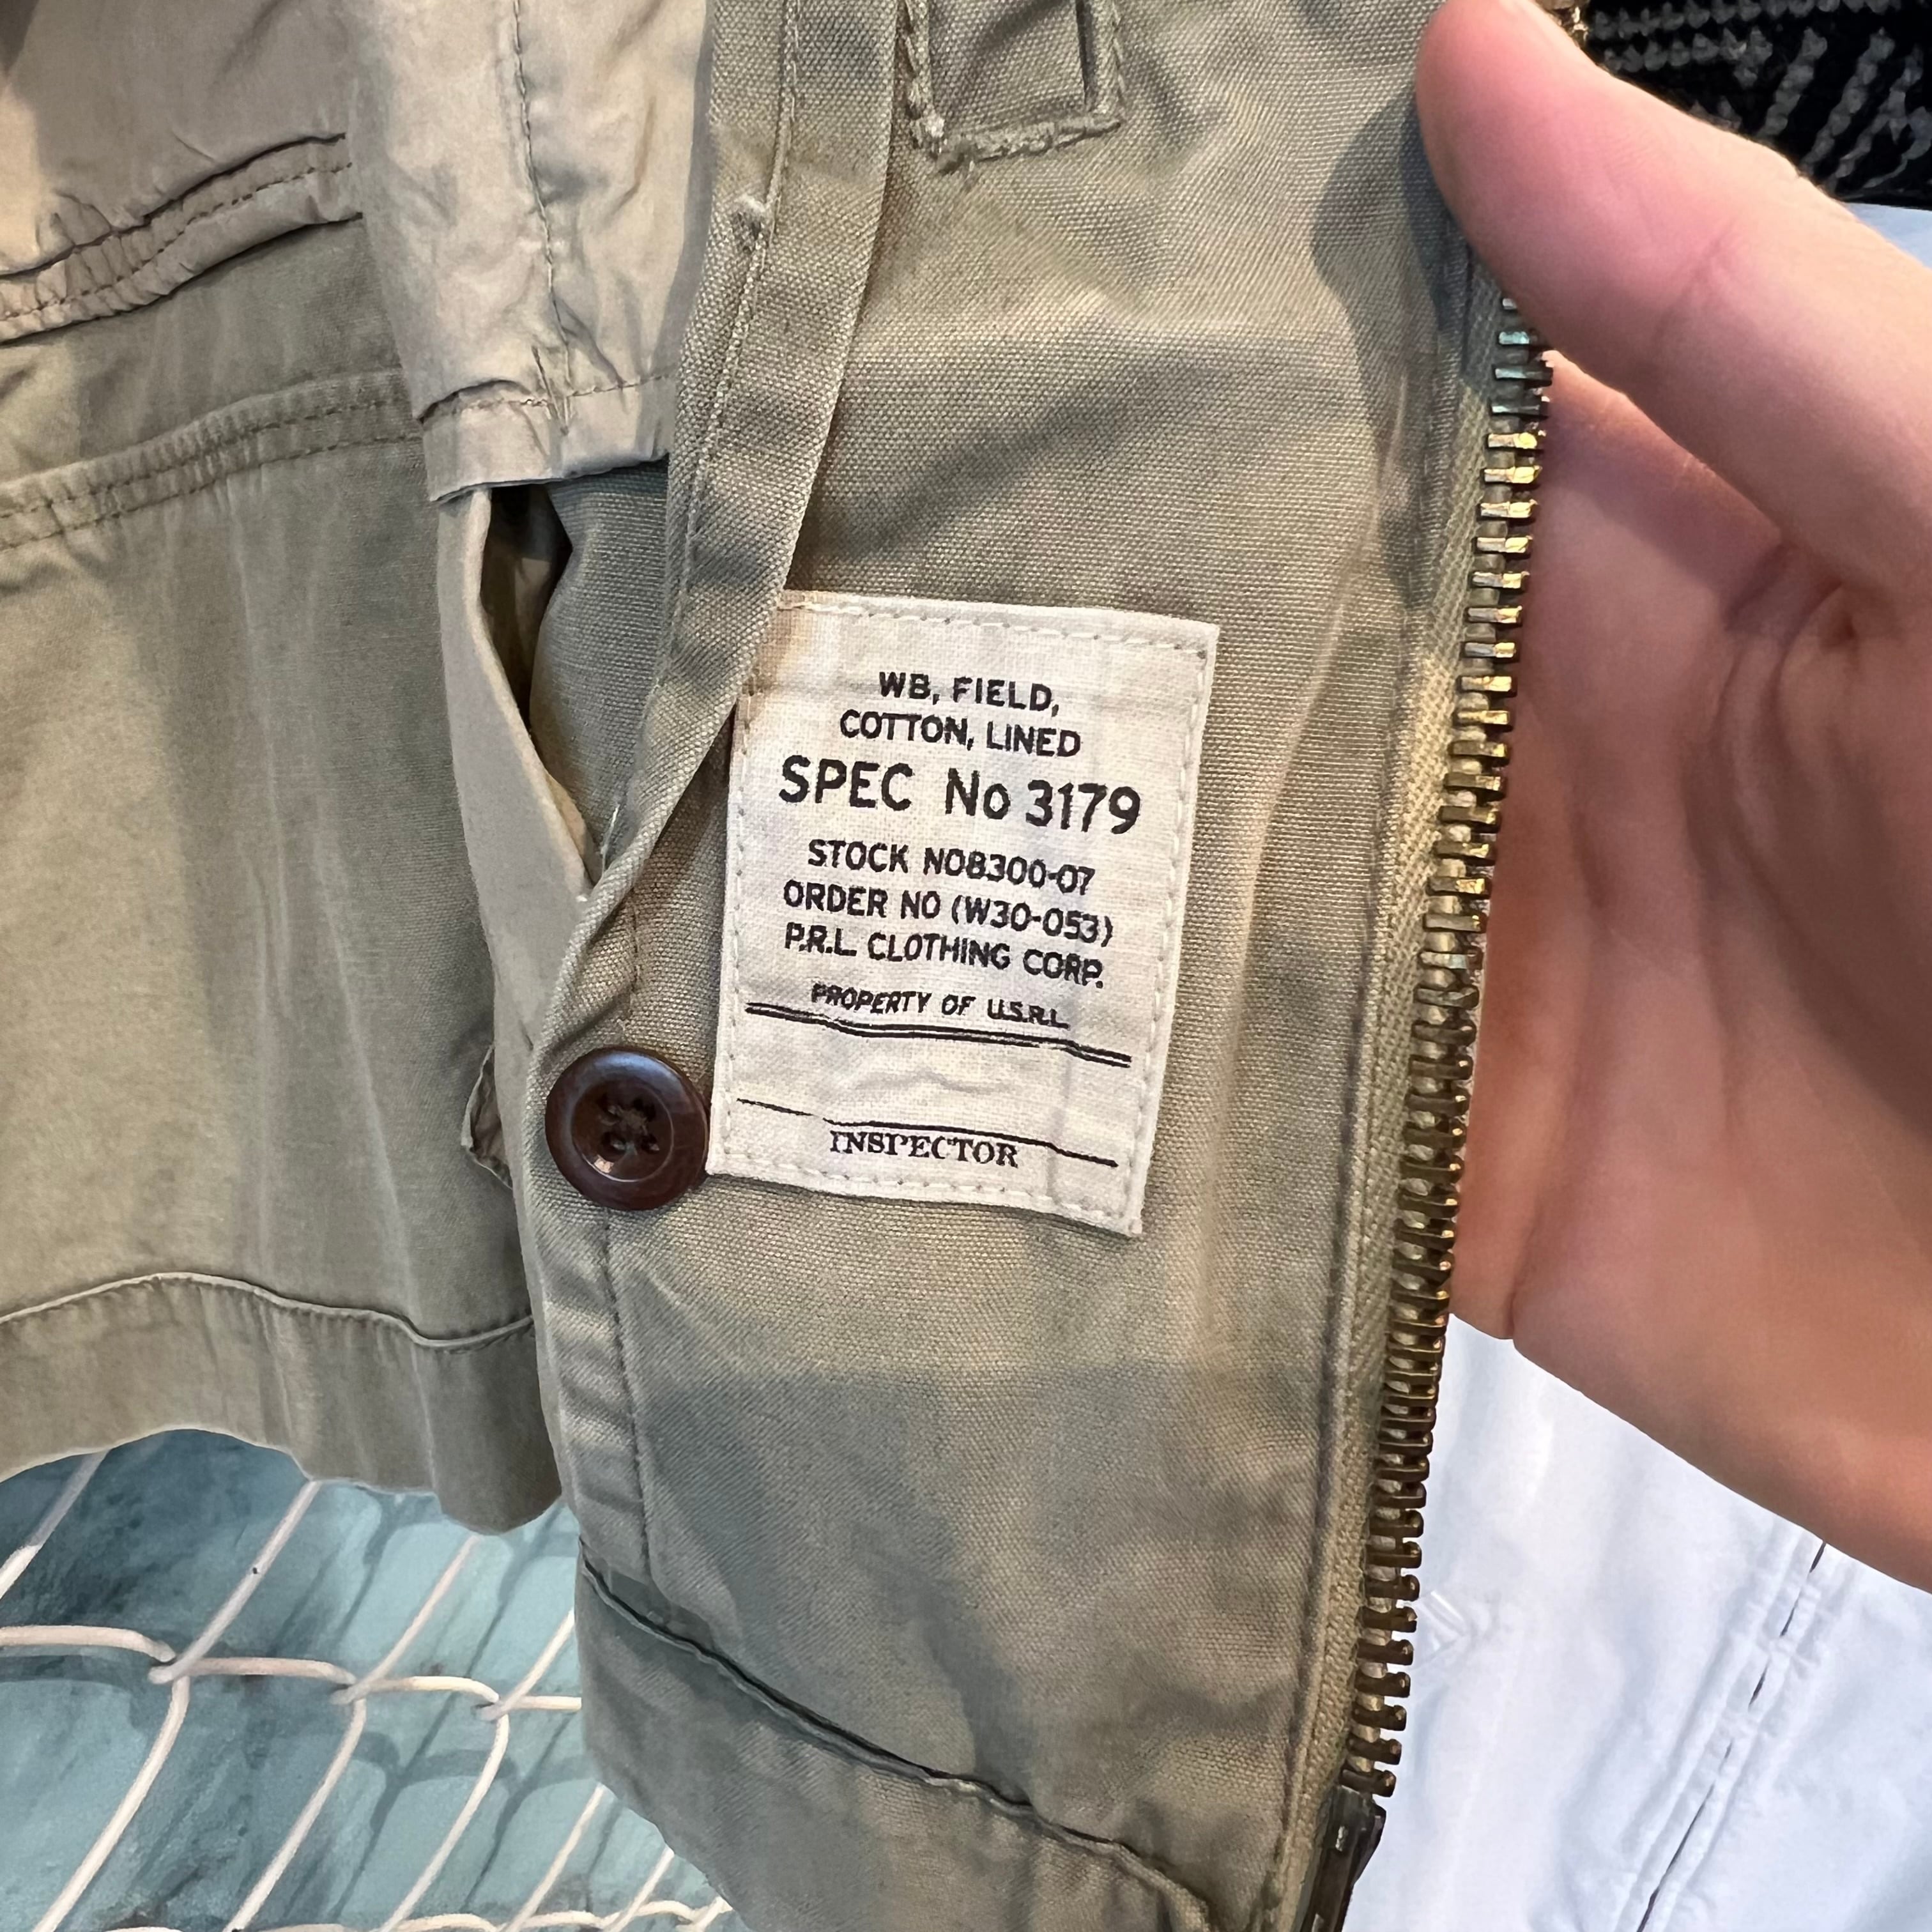 WB, FIELD,
COTTON, LINED
SPEC No 3179
STOCK NO8300-07
ORDER NO (W30-053)
P.R.L. CLOTHING CORP.
PROPERTY OF U.S.R.L.
INSPECTOR